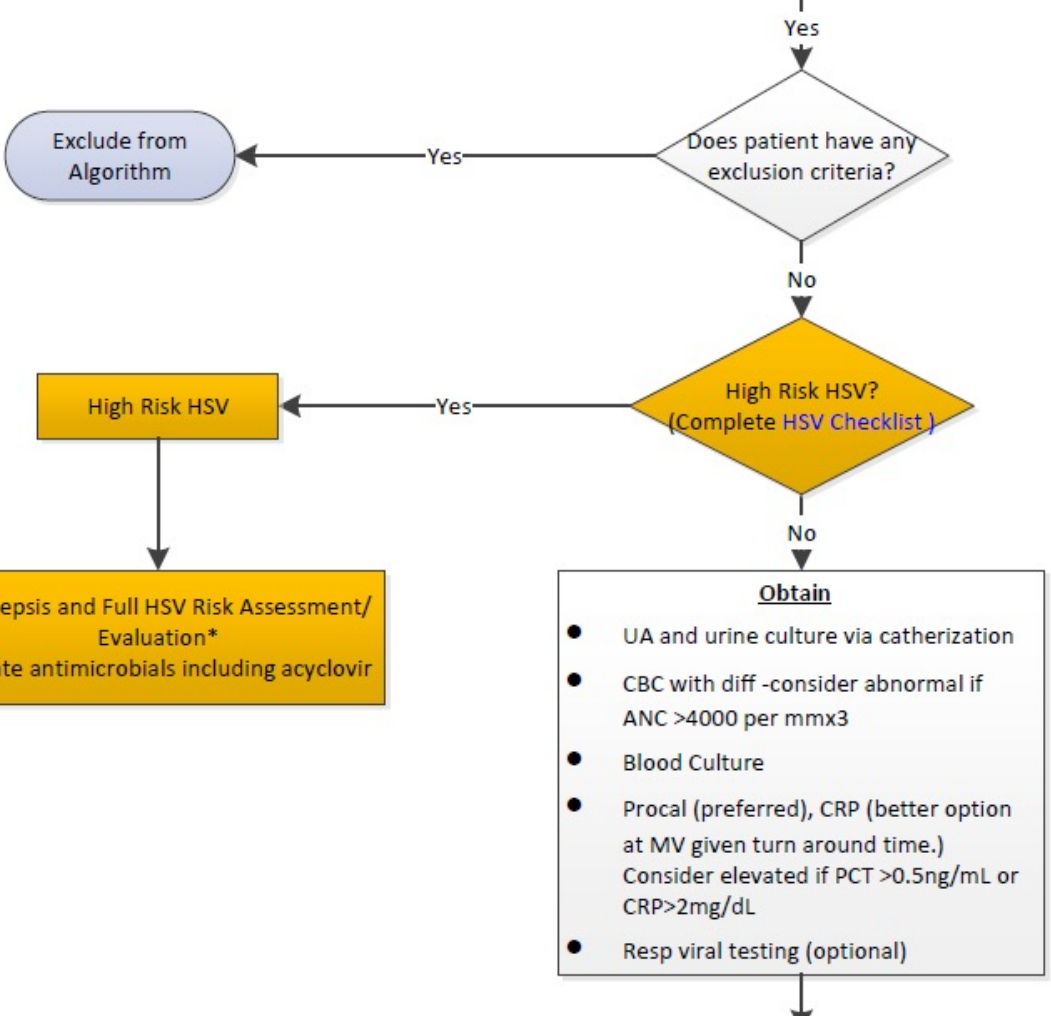 Yes
Does patient have any
exclusion criteria?
Yes
Exclude from
Algorithm
No
High Risk HSV?
(Complete HSV Checklist )
Yes
High Risk HSV
No
and Full HSV Risk Assessment/
Evaluation*
antimicrobials including acyclovir
Obtain
UA and urine culture via catherization
CBC with diff -consider abnormal if
ANC >4000 per mmx3
Blood Culture
Procal (preferred), CRP (better option
at MV given turn around time.)
Consider elevated if PCT >0.5ng/mL or
CRP>2mg/dL
Resp viral testing (optional)